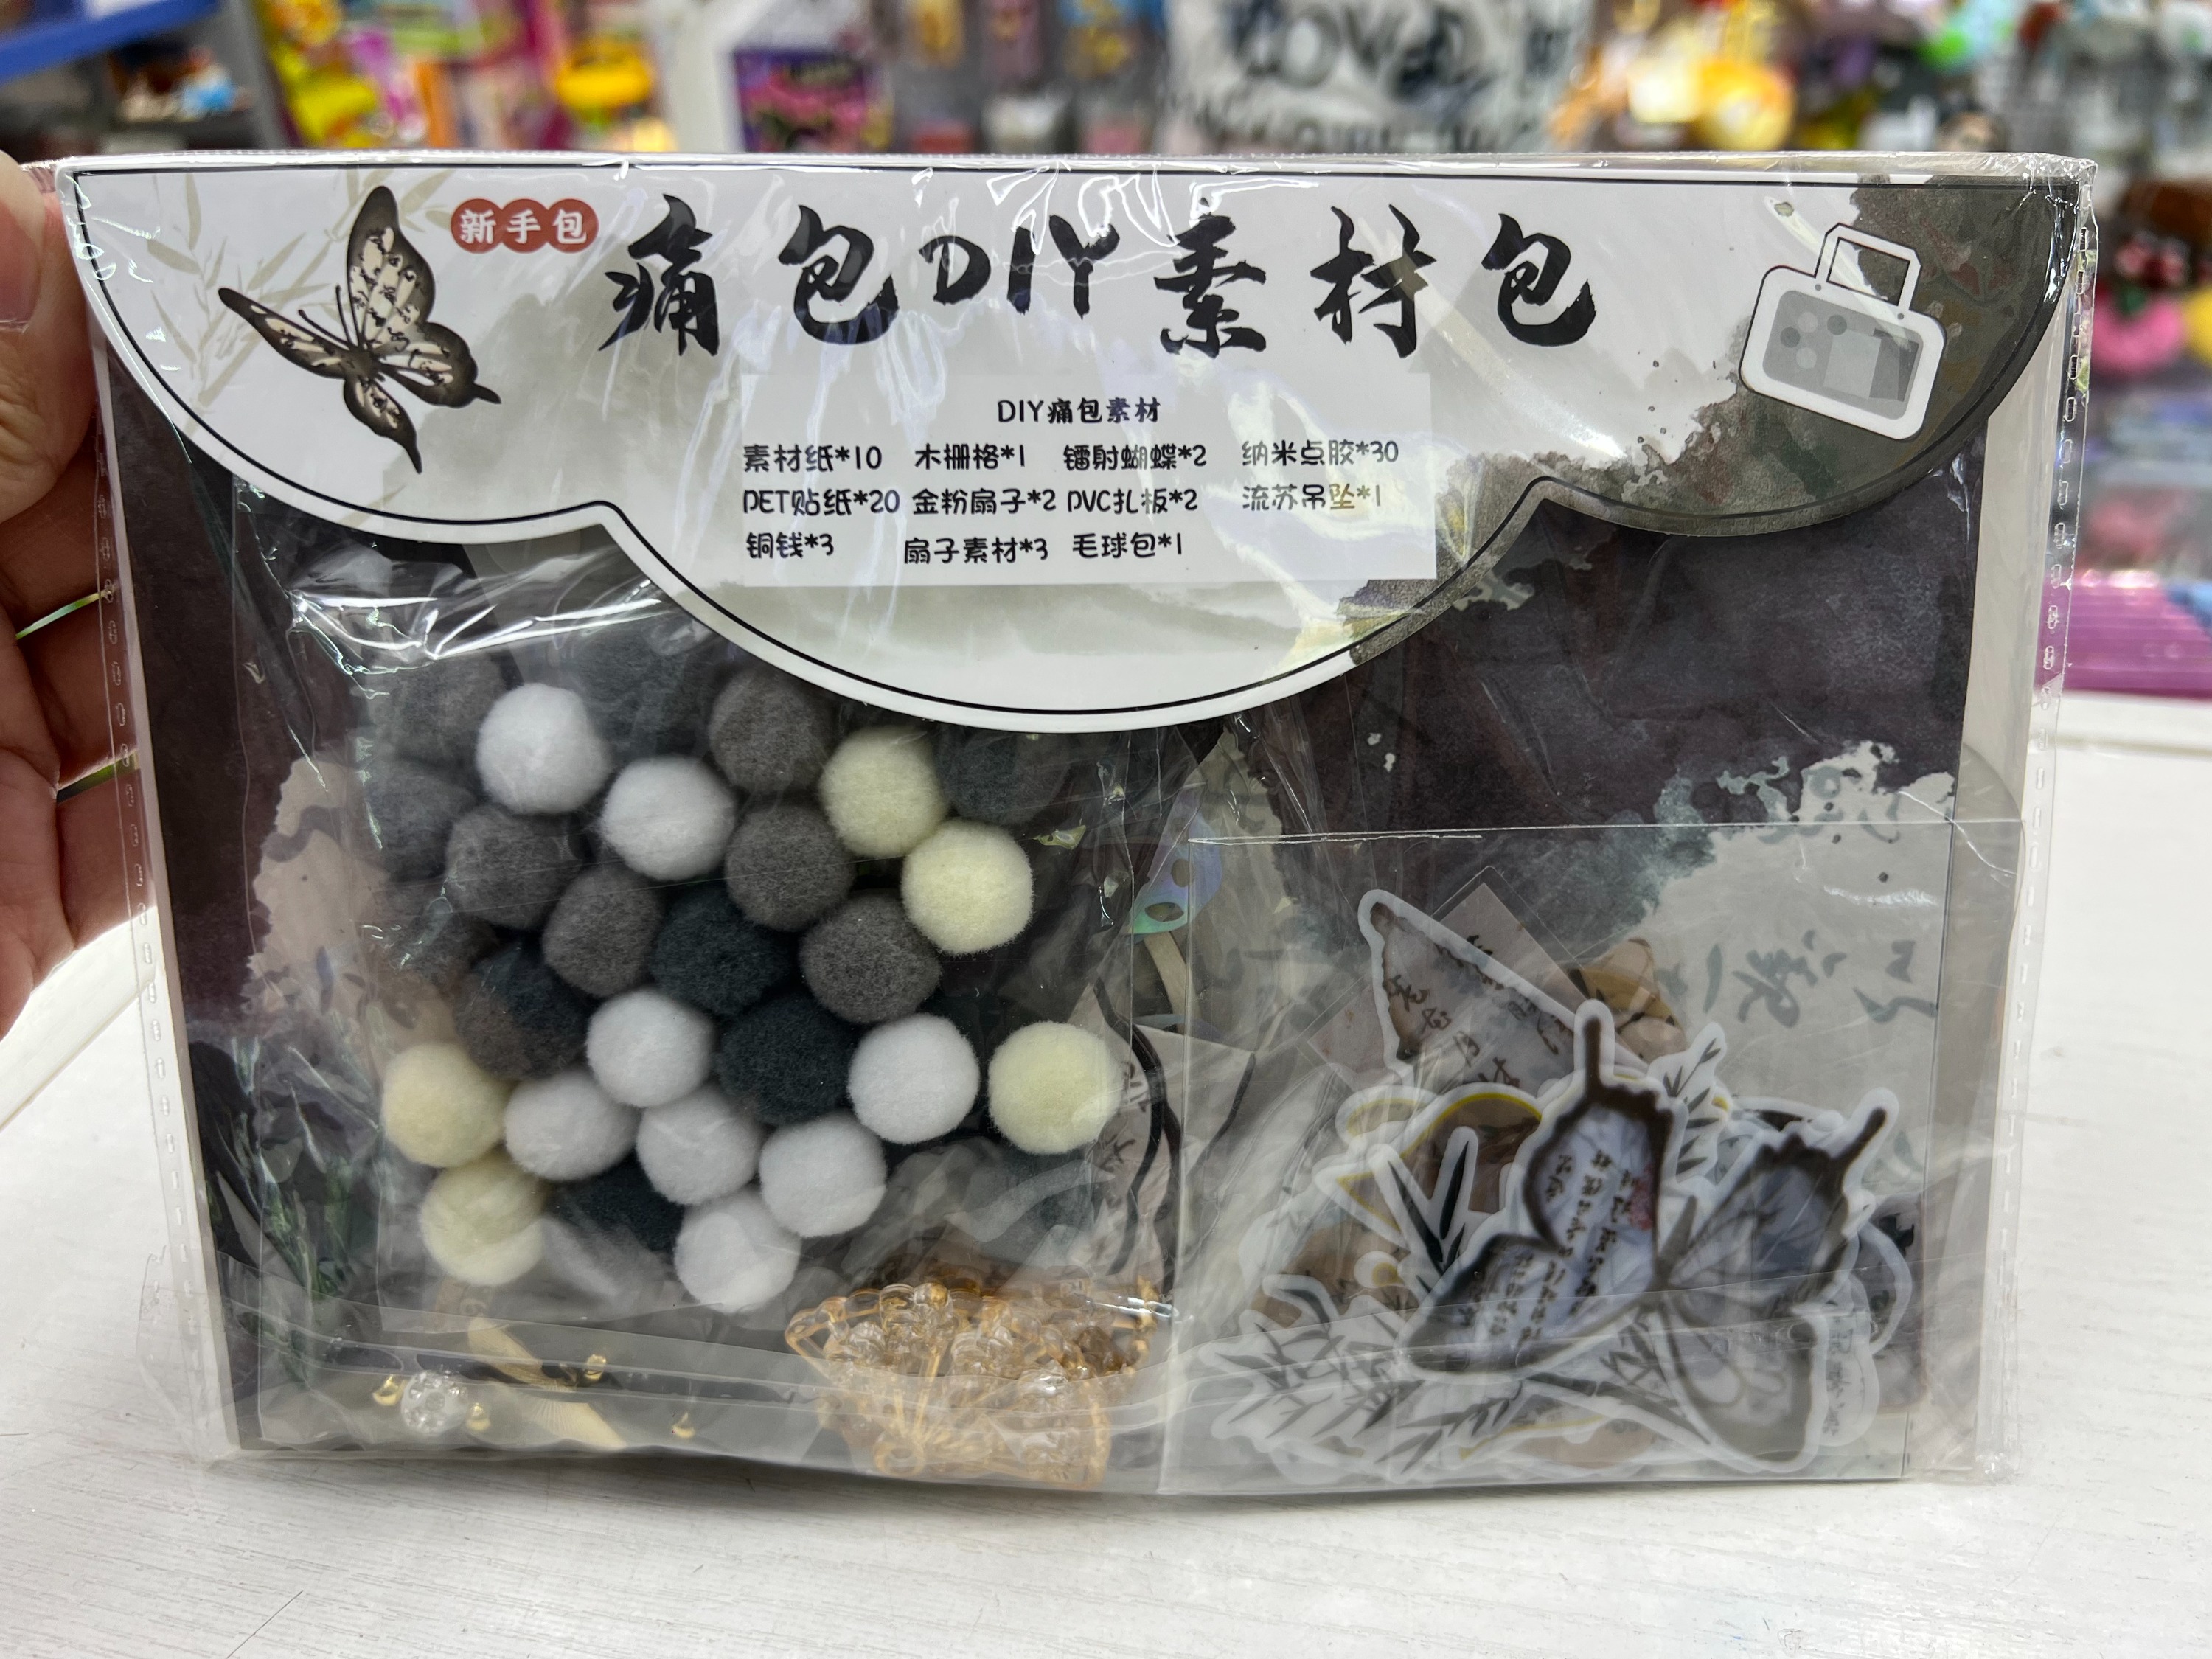 新手包
痛包DIY素材包
DIY痛包素材
素材纸*10 木栅格*1 镭射蝴蝶*2 纳米点胶*30
PET贴纸*20 金粉扇子*2 PVC扎板*2 流苏吊坠*1
铜钱*3 扇子素材*3 毛球包*1